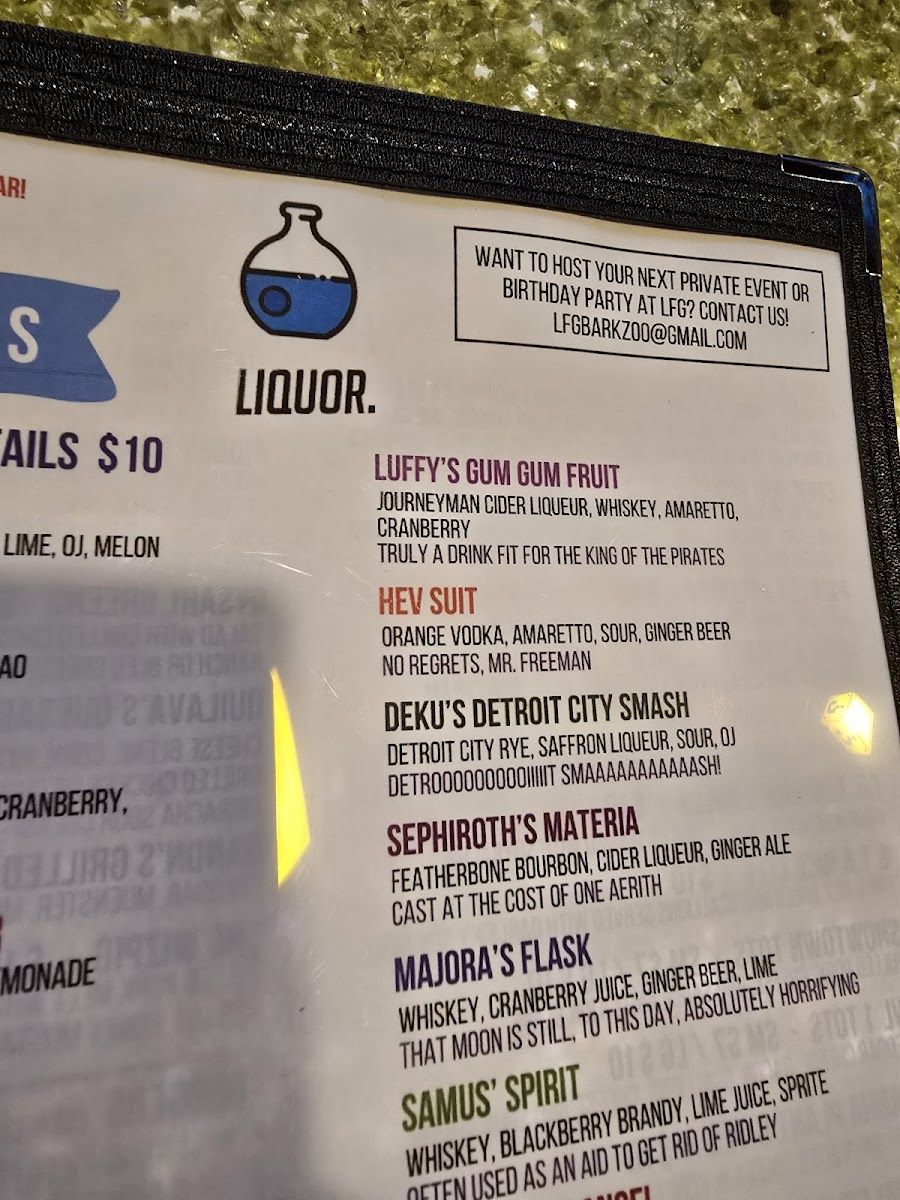 AR!
S
AILS $10
LIME, OJ, MELON
AO
CRANBERRY,
MONADE
LIQUOR.
WANT TO HOST YOUR NEXT PRIVATE EVENT OR
BIRTHDAY PARTY AT LFG? CONTACT US!
LFGBARKZOO@GMAIL.COM
LUFFY'S GUM GUM FRUIT
JOURNEYMAN CIDER LIQUEUR, WHISKEY, AMARETTO,
CRANBERRY
TRULY A DRINK FIT FOR THE KING OF THE PIRATES
HEV SUIT
ORANGE VODKA, AMARETTO, SOUR, GINGER BEER
NO REGRETS, MR. FREEMAN
DEKU'S DETROIT CITY SMASH
DETROIT CITY RYE, SAFFRON LIQUEUR, SOUR, OJ
DETROOOOOOOOOIIIIIT SMAAAAAAAAAAASH!
SEPHIROTH'S MATERIA
FEATHERBONE BOURBON, CIDER LIQUEUR, GINGER ALE
CAST AT THE COST OF ONE AERITH
MAJORA'S FLASK
WHISKEY, CRANBERRY JUICE, GINGER BEER, LIME
THAT MOON IS STILL, TO THIS DAY, ABSOLUTELY HORRIFYING
SAMUS' SPIRIT
WHISKEY, BLACKBERRY BRANDY, LIME JUICE, SPRITE
OFTEN USED AS AN AID TO GET RID OF RIDLEY